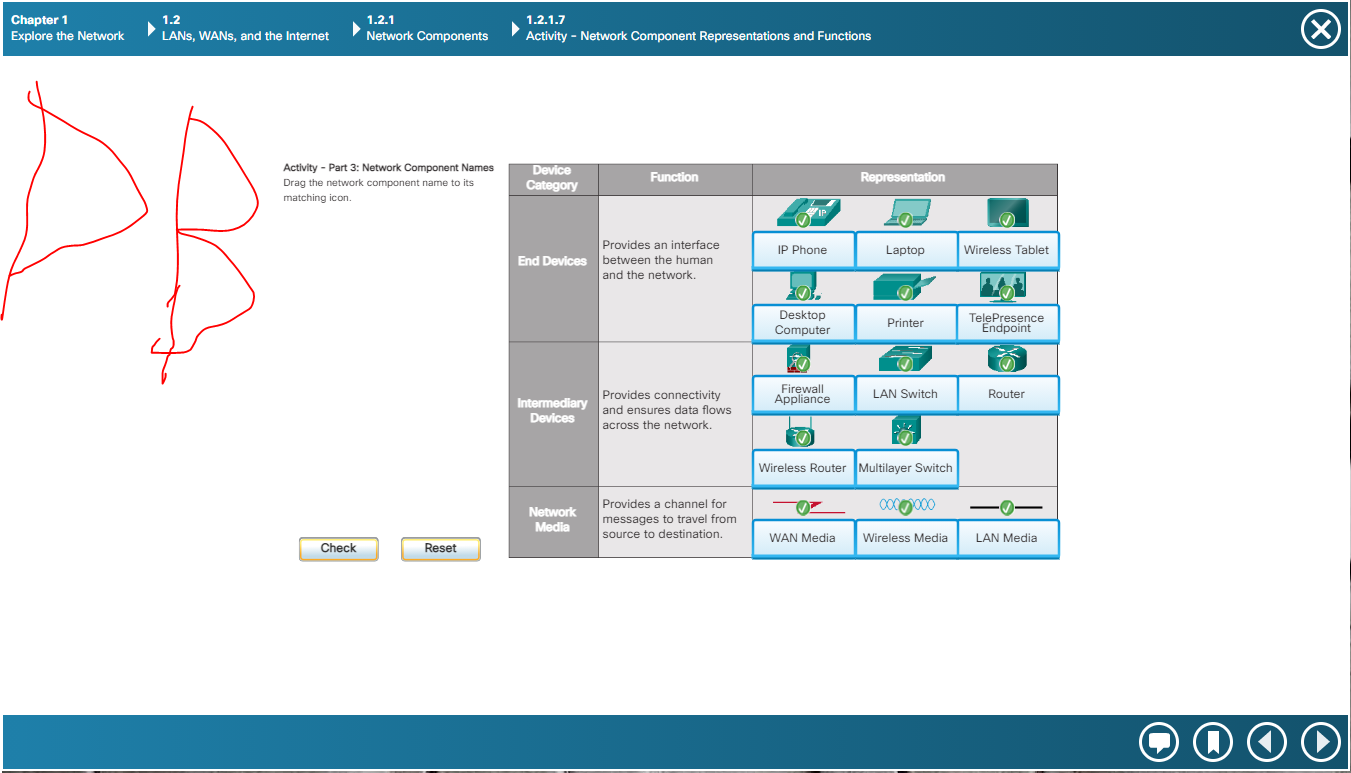 Chapter 1
Explore the Network
1.2
LANs, WANs, and the Internet
1.2.1
Network Components
1.2.1.7
Activity - Network Component Representations and Functions
DB
Activity - Part 3: Network Component Names
Drag the network component name to its
matching icon.
Check
Reset
Device
Category
Function
Representation
End Devices
Provides an interface
between the human
and the network.
IP
IP Phone
Laptop
Wireless Tablet
Desktop
Computer
Printer
TelePresence
Endpoint
Intermediary
Devices
Provides connectivity
and ensures data flows
across the network.
Firewall
Appliance
LAN Switch
Router
Wireless Router
Multilayer Switch
Network
Media
Provides a channel for
messages to travel from
source to destination.
WAN Media
Wireless Media
LAN Media